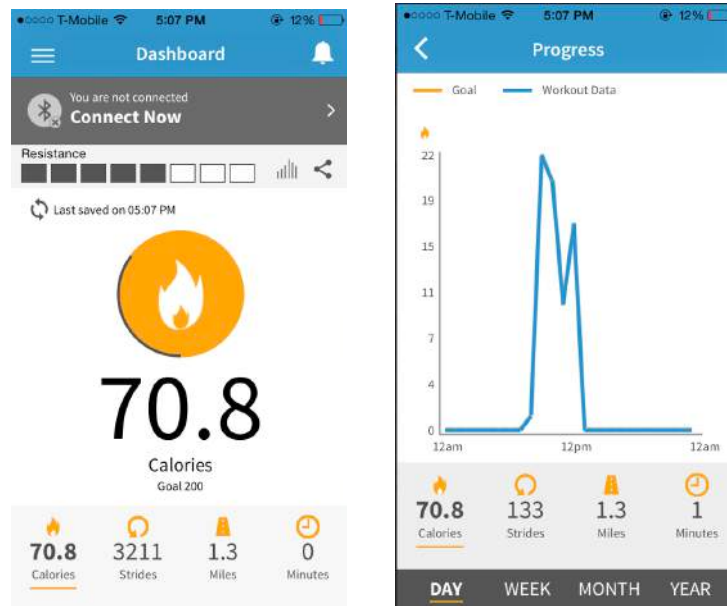 T-Mobile 5:07 PM 12%
Dashboard
You are not connected
Connect Now
Resistance
Last saved on 05:07 PM
70.8
Calories
Goal 200
70.8 3211 1.3 0
Calories Strides Miles Minutes
T-Mobile 5:07 PM 12%
Progress
Goal Workout Data
22
19
15
11
7
4
0
12am 12pm 12am
70.8 133 1.3 1
Calories Strides Miles Minutes
DAY WEEK MONTH YEAR